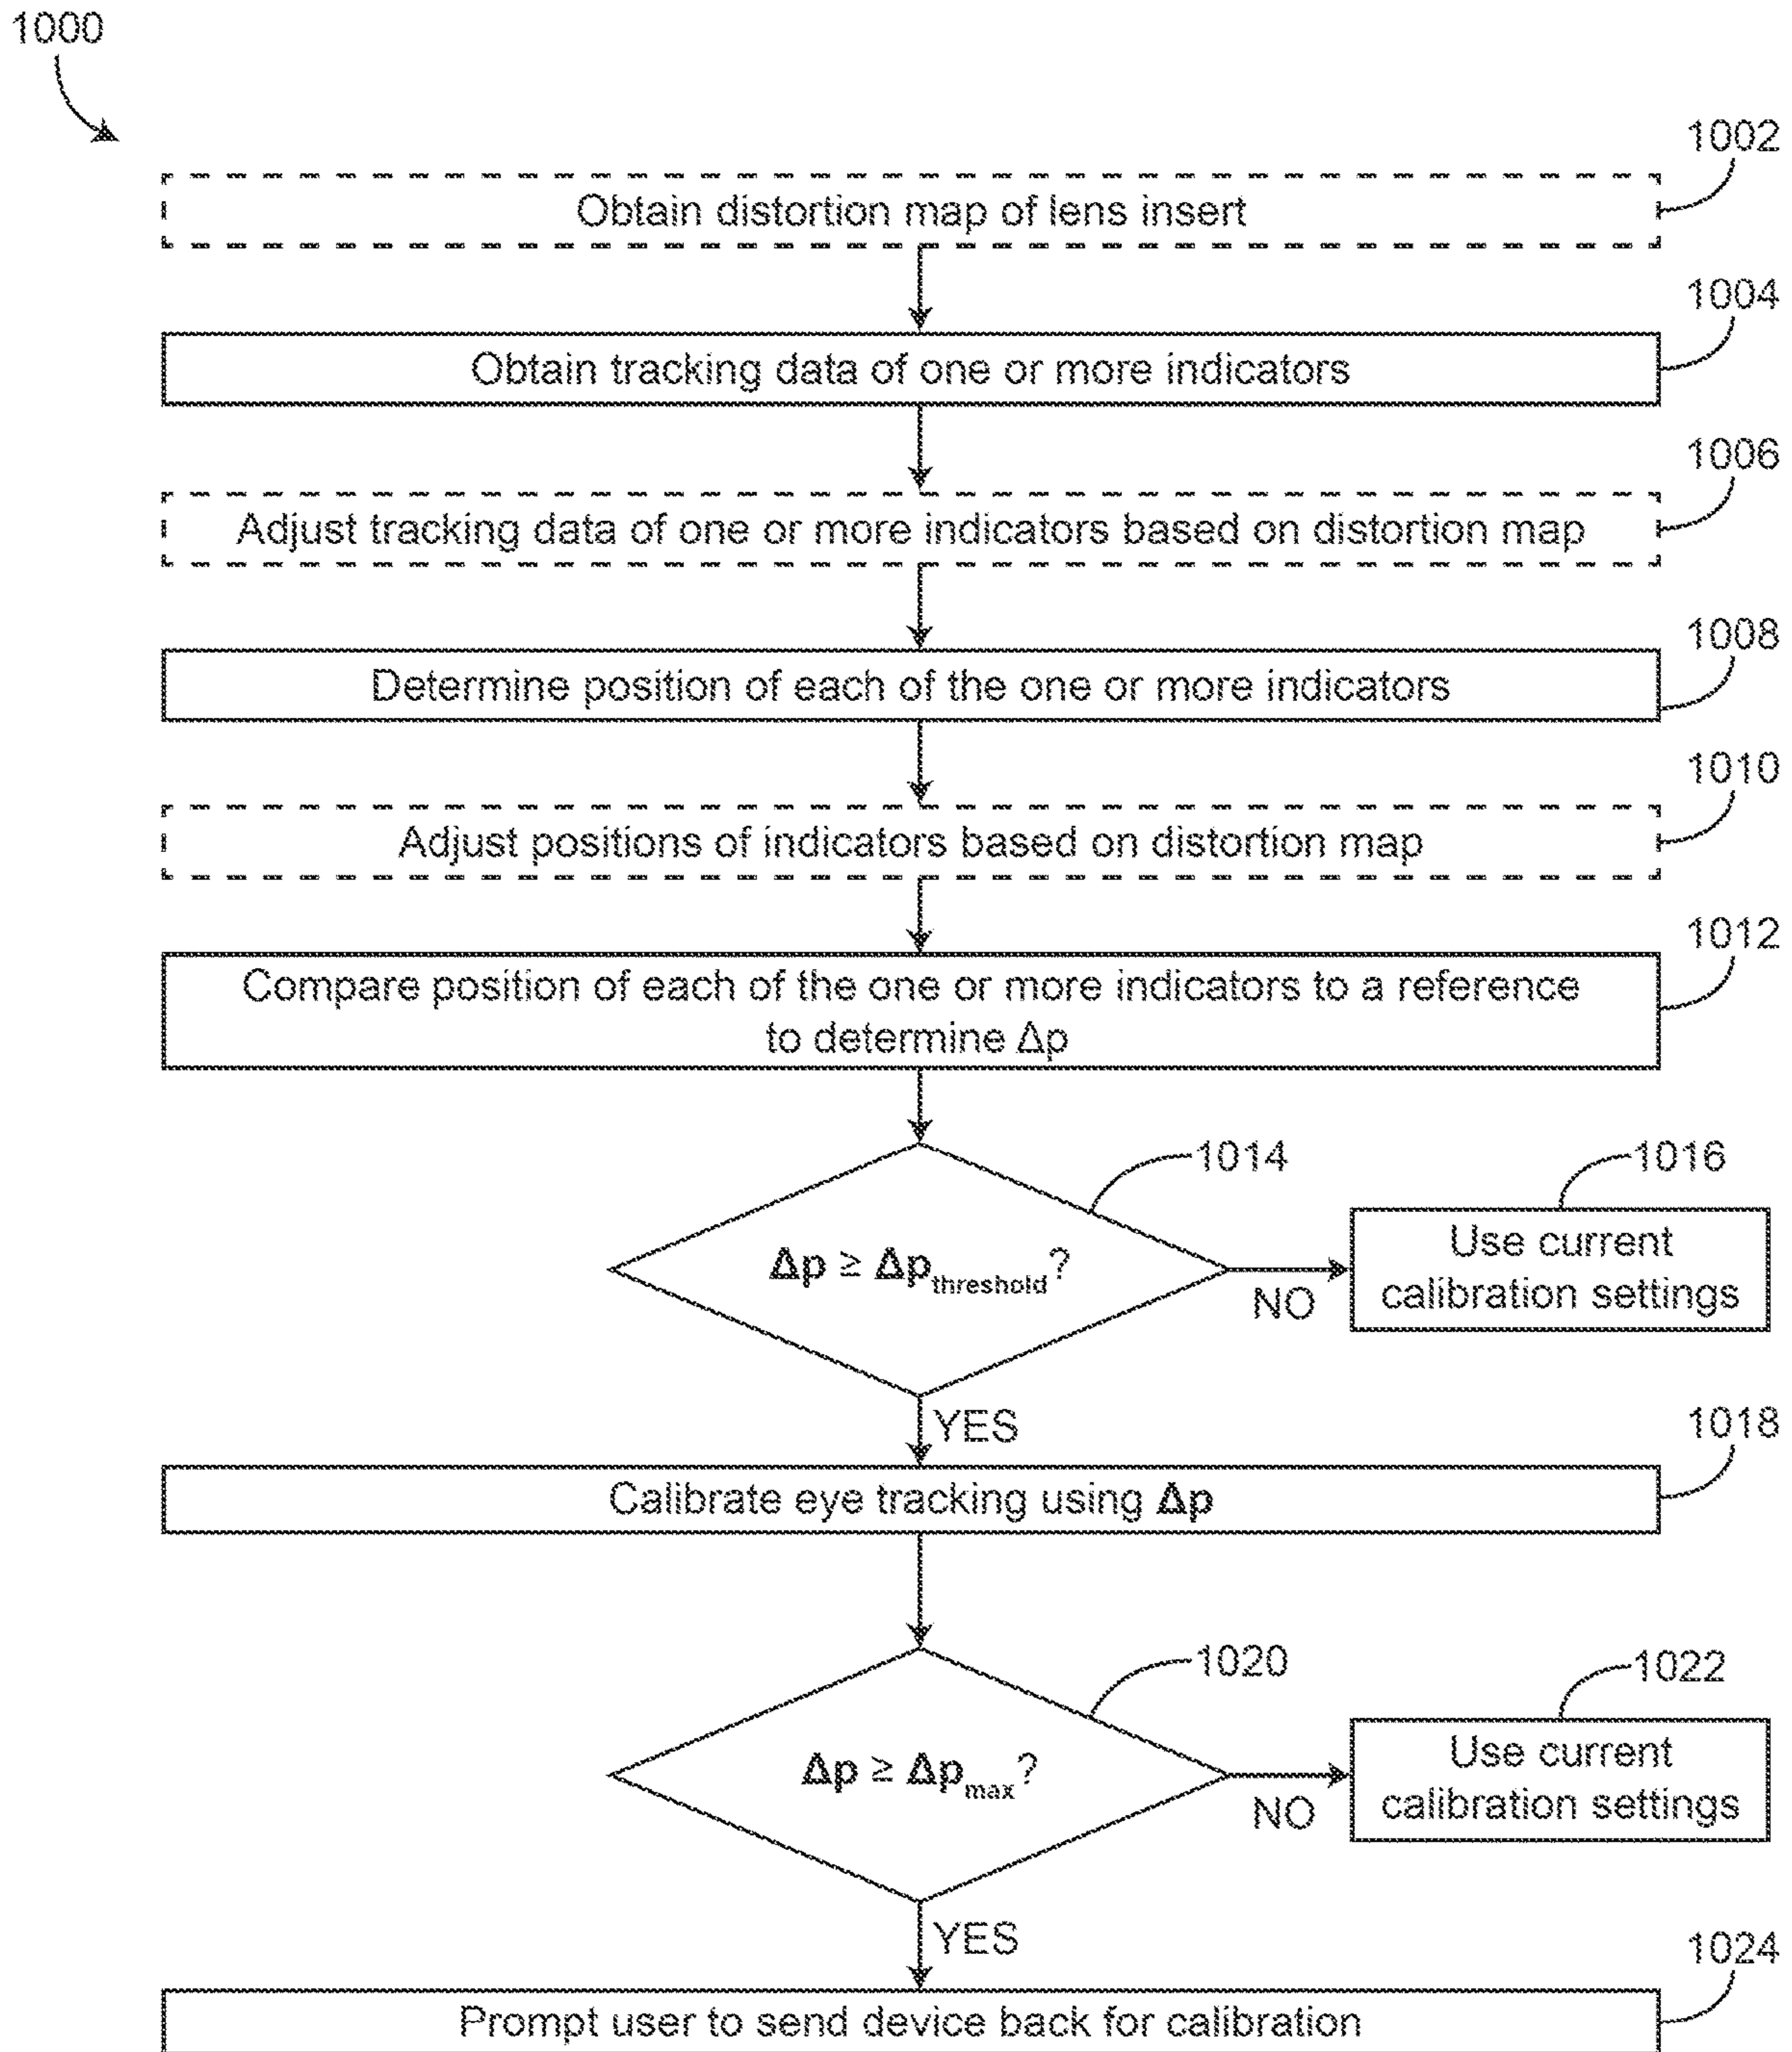 1000
1002
Obtain distortion map of lens insert
1004
Obtain tracking data of one or more indicators
1006
Adjust tracking data of one or more indicators based on distortion map
1008
Determine position of each of the one or more indicators
1010
Adjust positions of indicators based on distortion map
1012
Compare position of each of the one or more indicators to a reference
to determine Δp
1014
1016
Δp ≥ Δpthreshold?
NO
Use current
calibration settings
YES
1018
Calibrate eye tracking using Δp
1020
1022
Δp ≥ Δpmax?
NO
Use current
calibration settings
YES
1024
Prompt user to send device back for calibration